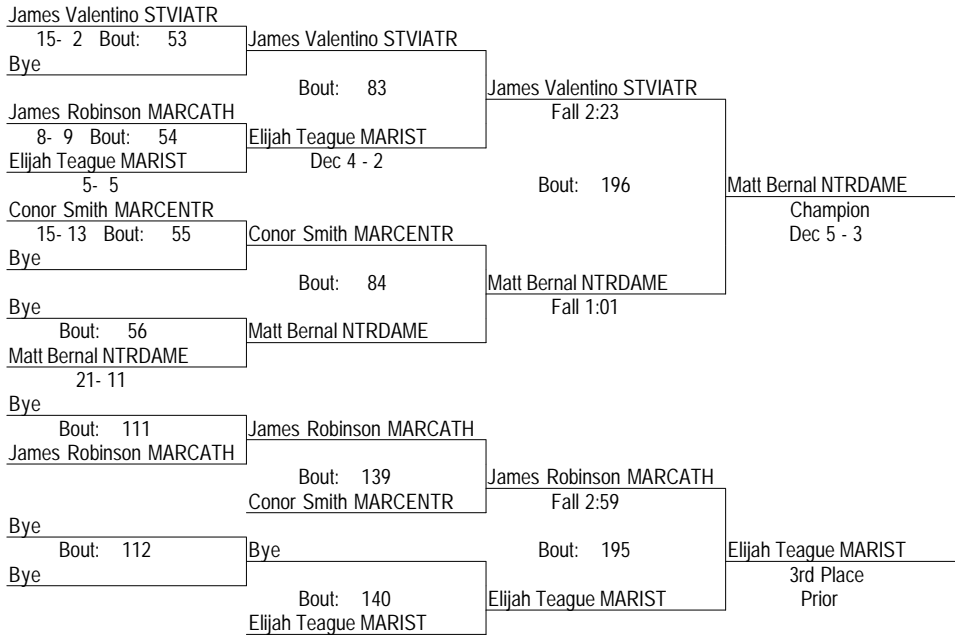 James Valentino STVIATR
15- 2 Bout: 53
James Valentino STVIATR
Bye
Bout: 83
James Valentino STVIATR
James Robinson MARCATH
Fall 2:23
8- 9 Bout: 54
Elijah Teague MARIST
Elijah Teague MARIST
Dec 4 - 2
5- 5
Bout: 196
Matt Bernal NTRDAME
Conor Smith MARCENTR
Champion
15- 13 Bout: 55
Conor Smith MARCENTR
Dec 5 - 3
Bye
Bout: 84
Matt Bernal NTRDAME
Bye
Fall 1:01
Bout: 56
Matt Bernal NTRDAME
Matt Bernal NTRDAME
21- 11
Bye
Bout: 111
James Robinson MARCATH
James Robinson MARCATH
Bout: 139
James Robinson MARCATH
Conor Smith MARCENTR
Fall 2:59
Bye
Bout: 112
Bye
Bout: 195
Elijah Teague MARIST
Bye
3rd Place
Bout: 140
Elijah Teague MARIST
Prior
Elijah Teague MARIST